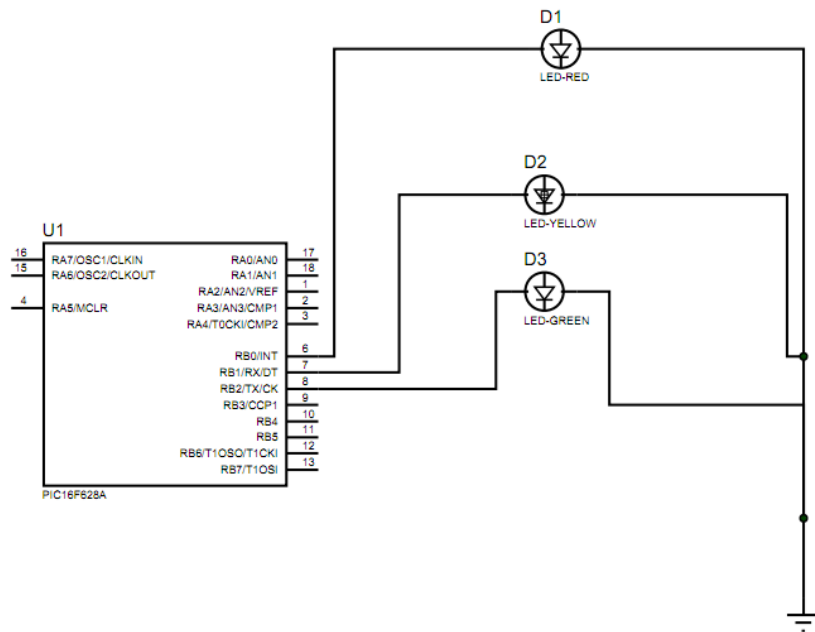 D1
LED-RED
D2
LED-YELLOW
D3
LED-GREEN
U1
16 RA7/OSC1/CLKIN RA0/AN0 17
15 RA6/OSC2/CLKOUT RA1/AN1 18
RA2/AN2/VREF 1
4 RA5/MCLR RA3/AN3/CMP1 2
RA4/T0CKI/CMP2 3
RB0/INT 6
RB1/RX/DT 7
RB2/TX/CK 8
RB3/CCP1 9
RB4 10
RB5 11
RB6/T1OSO/T1CKI 12
RB7/T1OSI 13
PIC16F628A